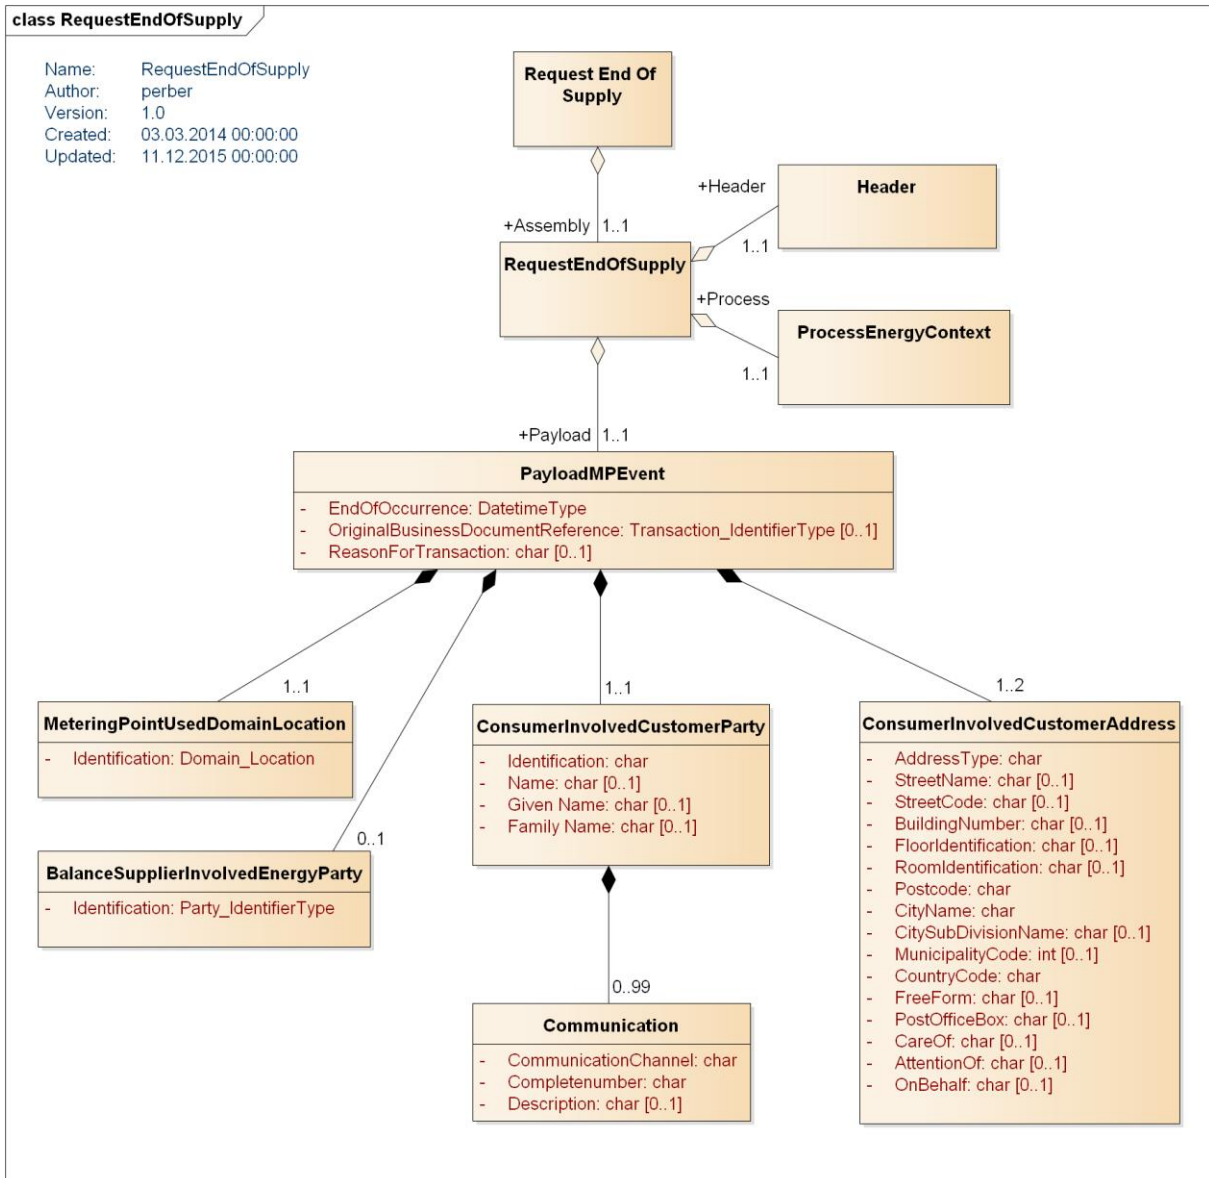 class RequestEndOfSupply
Name: RequestEndOfSupply
Author: perber
Version: 1.0
Created: 03.03.2014 00:00:00
Updated: 11.12.2015 00:00:00
Request End Of
Supply
+Header
Header
1..1
+Assembly 1..1
RequestEndOfSupply
+Process
ProcessEnergyContext
1..1
+Payload 1..1
PayloadMPEvent
- EndOfOccurrence: DatetimeType
- OriginalBusinessDocumentReference: Transaction_IdentifierType [0..1]
- ReasonForTransaction: char [0..1]
1..1
MeteringPointUsedDomainLocation
- Identification: Domain_Location
0..1
BalanceSupplierInvolvedEnergyParty
- Identification: Party_IdentifierType
1..1
ConsumerInvolvedCustomerParty
- Identification: char
- Name: char [0..1]
- Given Name: char [0..1]
- Family Name: char [0..1]
0..99
Communication
- CommunicationChannel: char
- Completenumber: char
- Description: char [0..1]
1..2
ConsumerInvolvedCustomerAddress
- AddressType: char
- StreetName: char [0..1]
- StreetCode: char [0..1]
- BuildingNumber: char [0..1]
- FloorIdentification: char [0..1]
- RoomIdentification: char [0..1]
- Postcode: char
- CityName: char
- CitySubDivisionName: char [0..1]
- MunicipalityCode: int [0..1]
- CountryCode: char
- FreeForm: char [0..1]
- PostOfficeBox: char [0..1]
- CareOf: char [0..1]
- AttentionOf: char [0..1]
- OnBehalf: char [0..1]